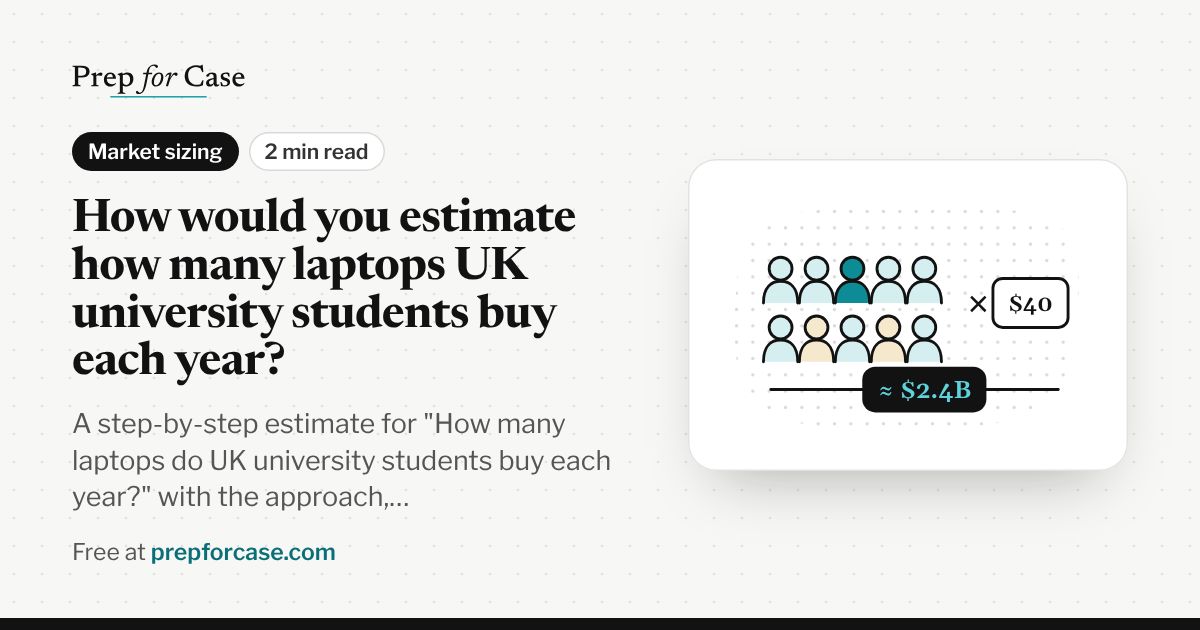 Prep for Case
Market sizing
2 min read
How would you estimate
how many laptops UK
university students buy
each year?
A step-by-step estimate for "How many
laptops do UK university students buy each
year?" with the approach,...
Free at prepforcase.com
× $40
≈ $2.4B